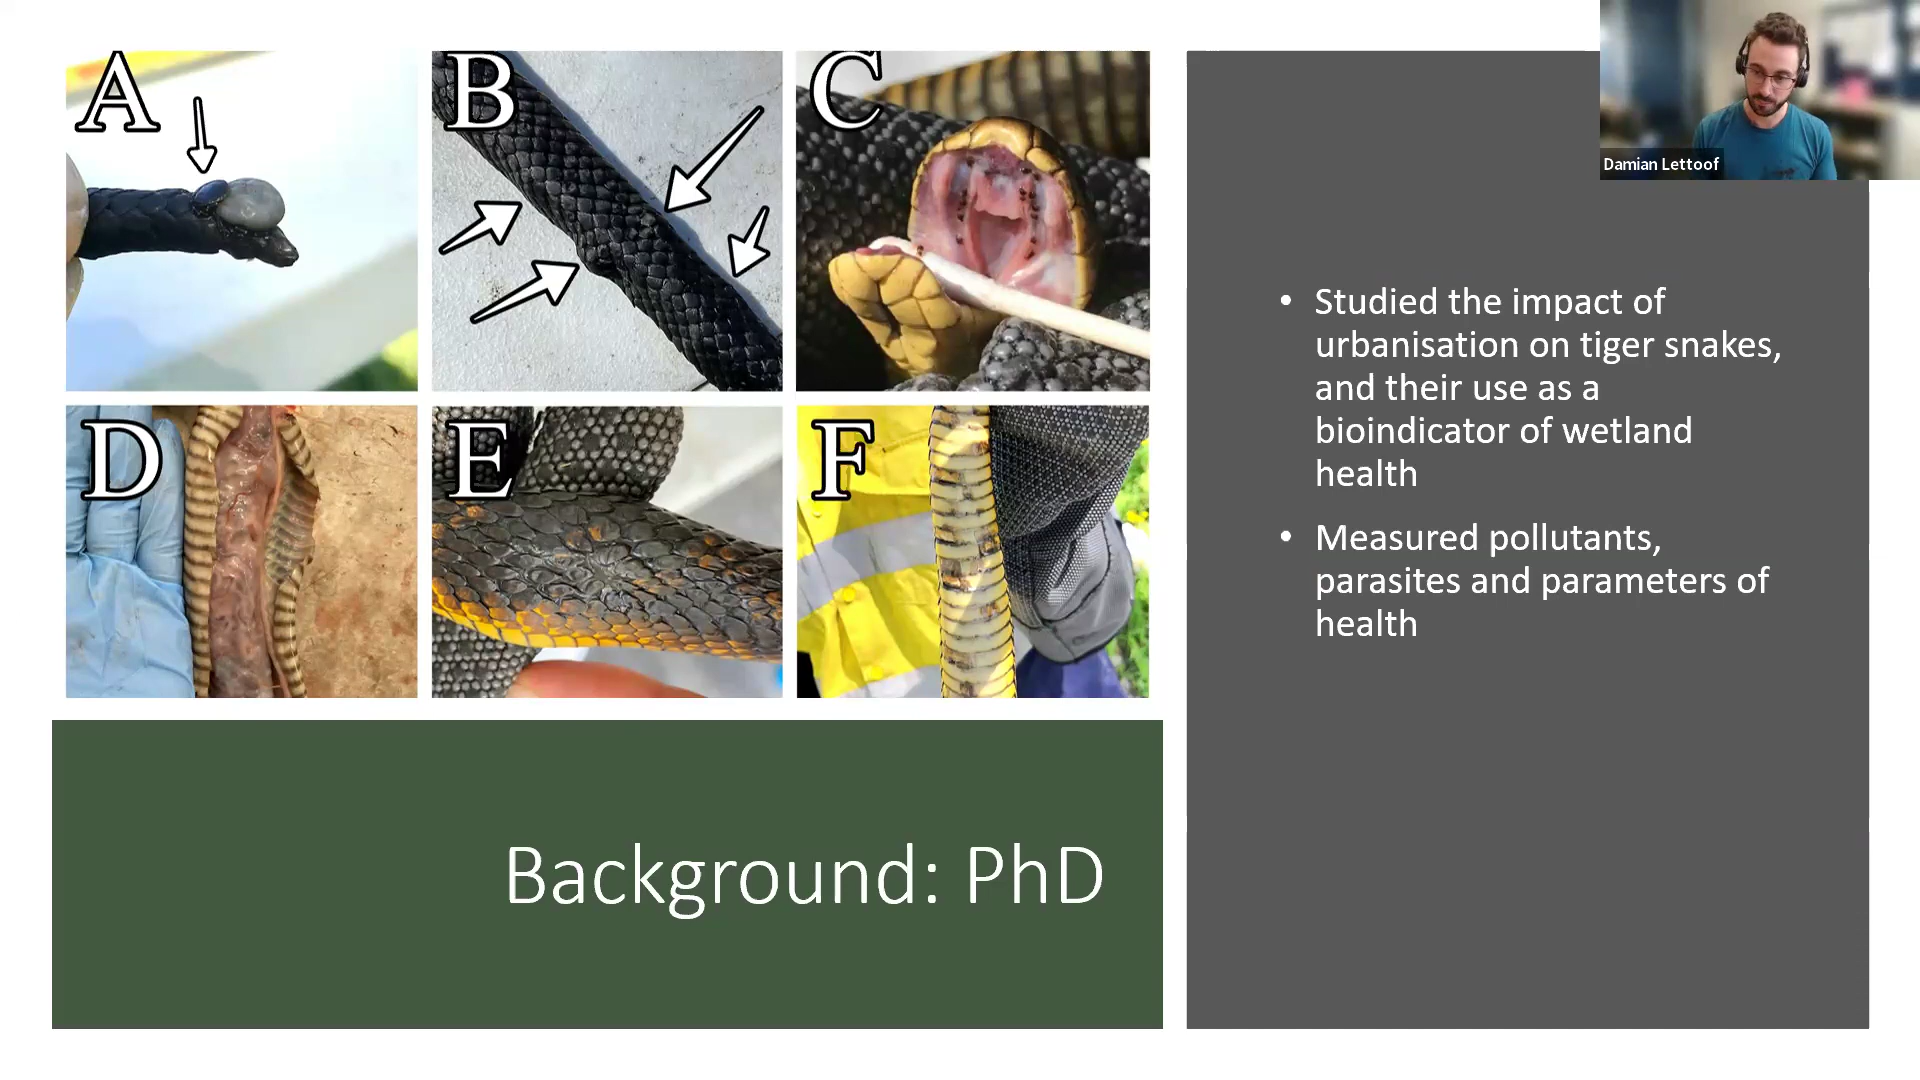 A
B
C
D
E
F
Damian Lettoof
• Studied the impact of
urbanisation on tiger snakes,
and their use as a
bioindicator of wetland
health
• Measured pollutants,
parasites and parameters of
health
Background: PhD